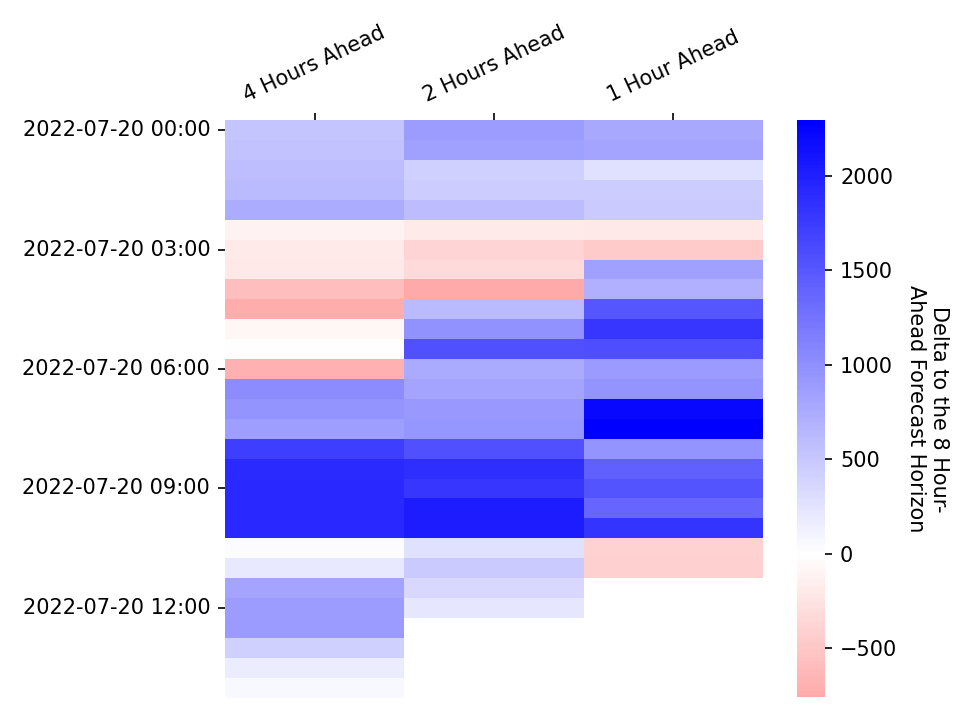 4 Hours Ahead
2 Hours Ahead
1 Hour Ahead
2022-07-20 00:00
2022-07-20 03:00
2022-07-20 06:00
2022-07-20 09:00
2022-07-20 12:00
2000
1500
1000
500
0
−500
Delta to the 8 Hour-
Ahead Forecast Horizon